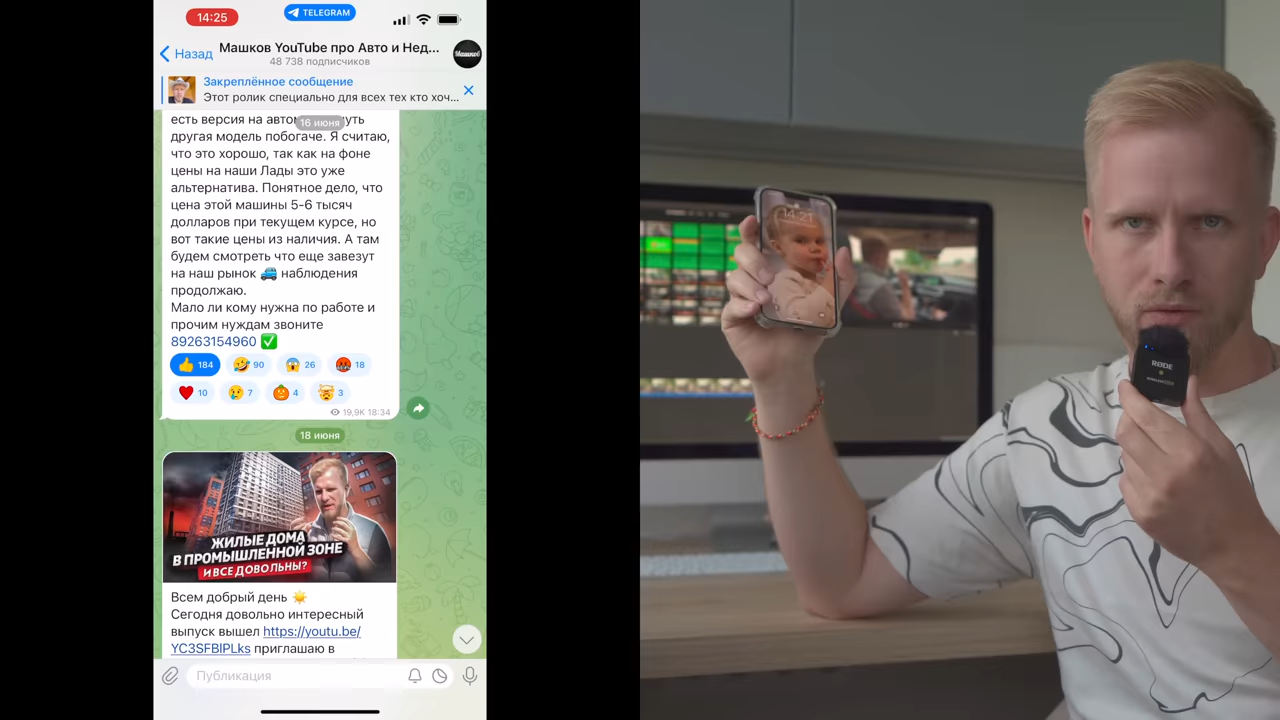 14:25
TELEGRAM
Назад
Машков YouTube про Авто и Нед...
48 738 подписчиков
Машков
Закреплённое сообщение
Этот ролик специально для всех тех кто хоч...
16 июня
другая модель побогаче. Я считаю,
что это хорошо, так как на фоне
цены на наши Лады это уже
альтернатива. Понятное дело, что
цена этой машины 5-6 тысяч
долларов при текущем курсе, но
вот такие цены из наличия. А там
будем смотреть что еще завезут
на наш рынок 🚙 наблюдения
продолжаю.
Мало ли кому нужна по работе и
прочим нуждам звоните
89263154960 ✅
👍 184 🤣 90 😱 26 🤬 18
❤ 10 😢 7 🎃 4 🤯 3
19,9K 18:34
18 июня
ЖИЛЫЕ ДОМА
В ПРОМЫШЛЕННОЙ ЗОНЕ
И ВСЕ ДОВОЛЬНЫ?
Всем добрый день ☀️
Сегодня довольно интересный
выпуск вышел https://youtu.be/
YC3SFBlPLks приглашаю в
Публикация
14:21
RØDE